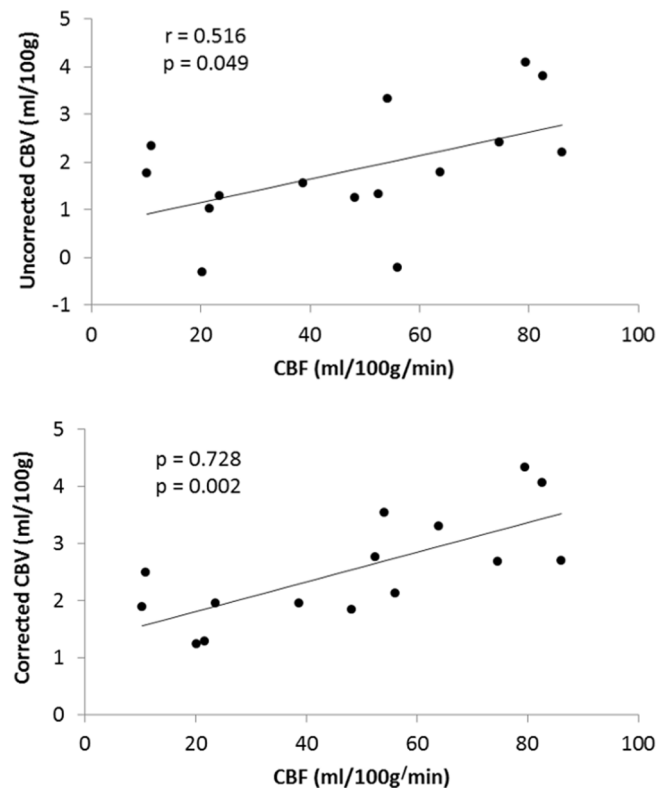 5
4
3
2
1
0
-1
Uncorrected CBV (ml/100g)
r = 0.516
p = 0.049
0 20 40 60 80 100
CBF (ml/100g/min)
5
4
3
2
1
0
Corrected CBV (ml/100g)
p = 0.728
p = 0.002
0 20 40 60 80 100
CBF (ml/100g/min)